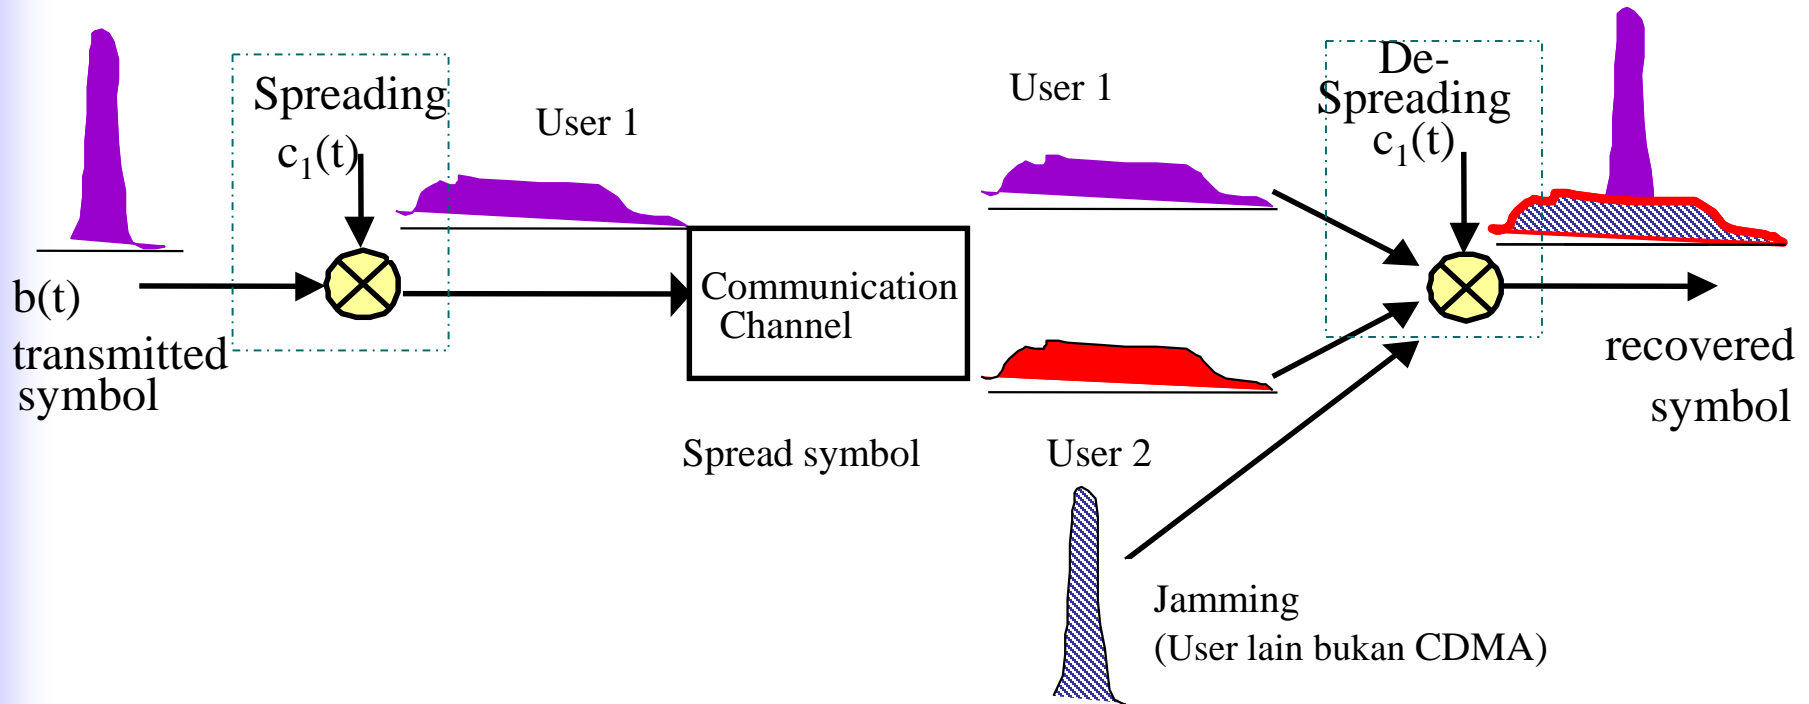 Spreading
c₁(t)
User 1
b(t)
transmitted
symbol
Communication
Channel
Spread symbol
User 1
User 2
Jamming
(User lain bukan CDMA)
De-
Spreading
c₁(t)
recovered
symbol